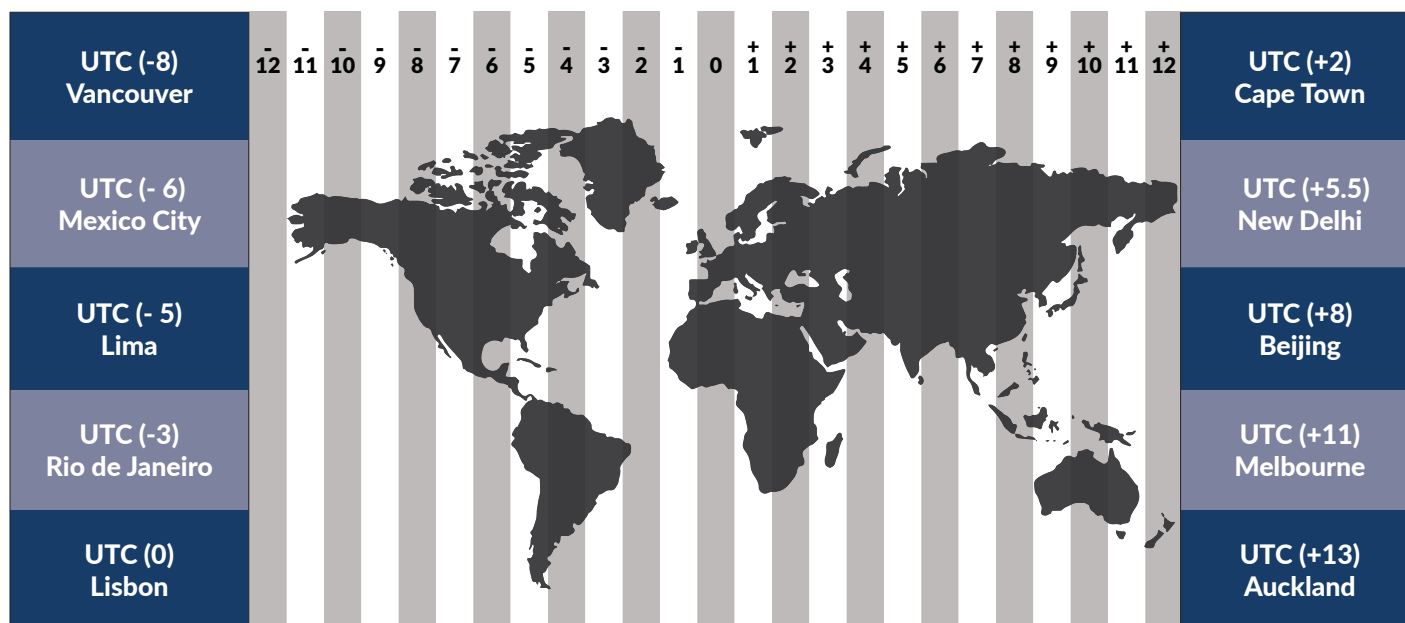 UTC (-8)
Vancouver
UTC (- 6)
Mexico City
UTC (- 5)
Lima
UTC (-3)
Rio de Janeiro
UTC (0)
Lisbon
- - - - - - - - - - - - + + + + + + + + + + + +
12 11 10 9 8 7 6 5 4 3 2 1 0 1 2 3 4 5 6 7 8 9 10 11 12
UTC (+2)
Cape Town
UTC (+5.5)
New Delhi
UTC (+8)
Beijing
UTC (+11)
Melbourne
UTC (+13)
Auckland